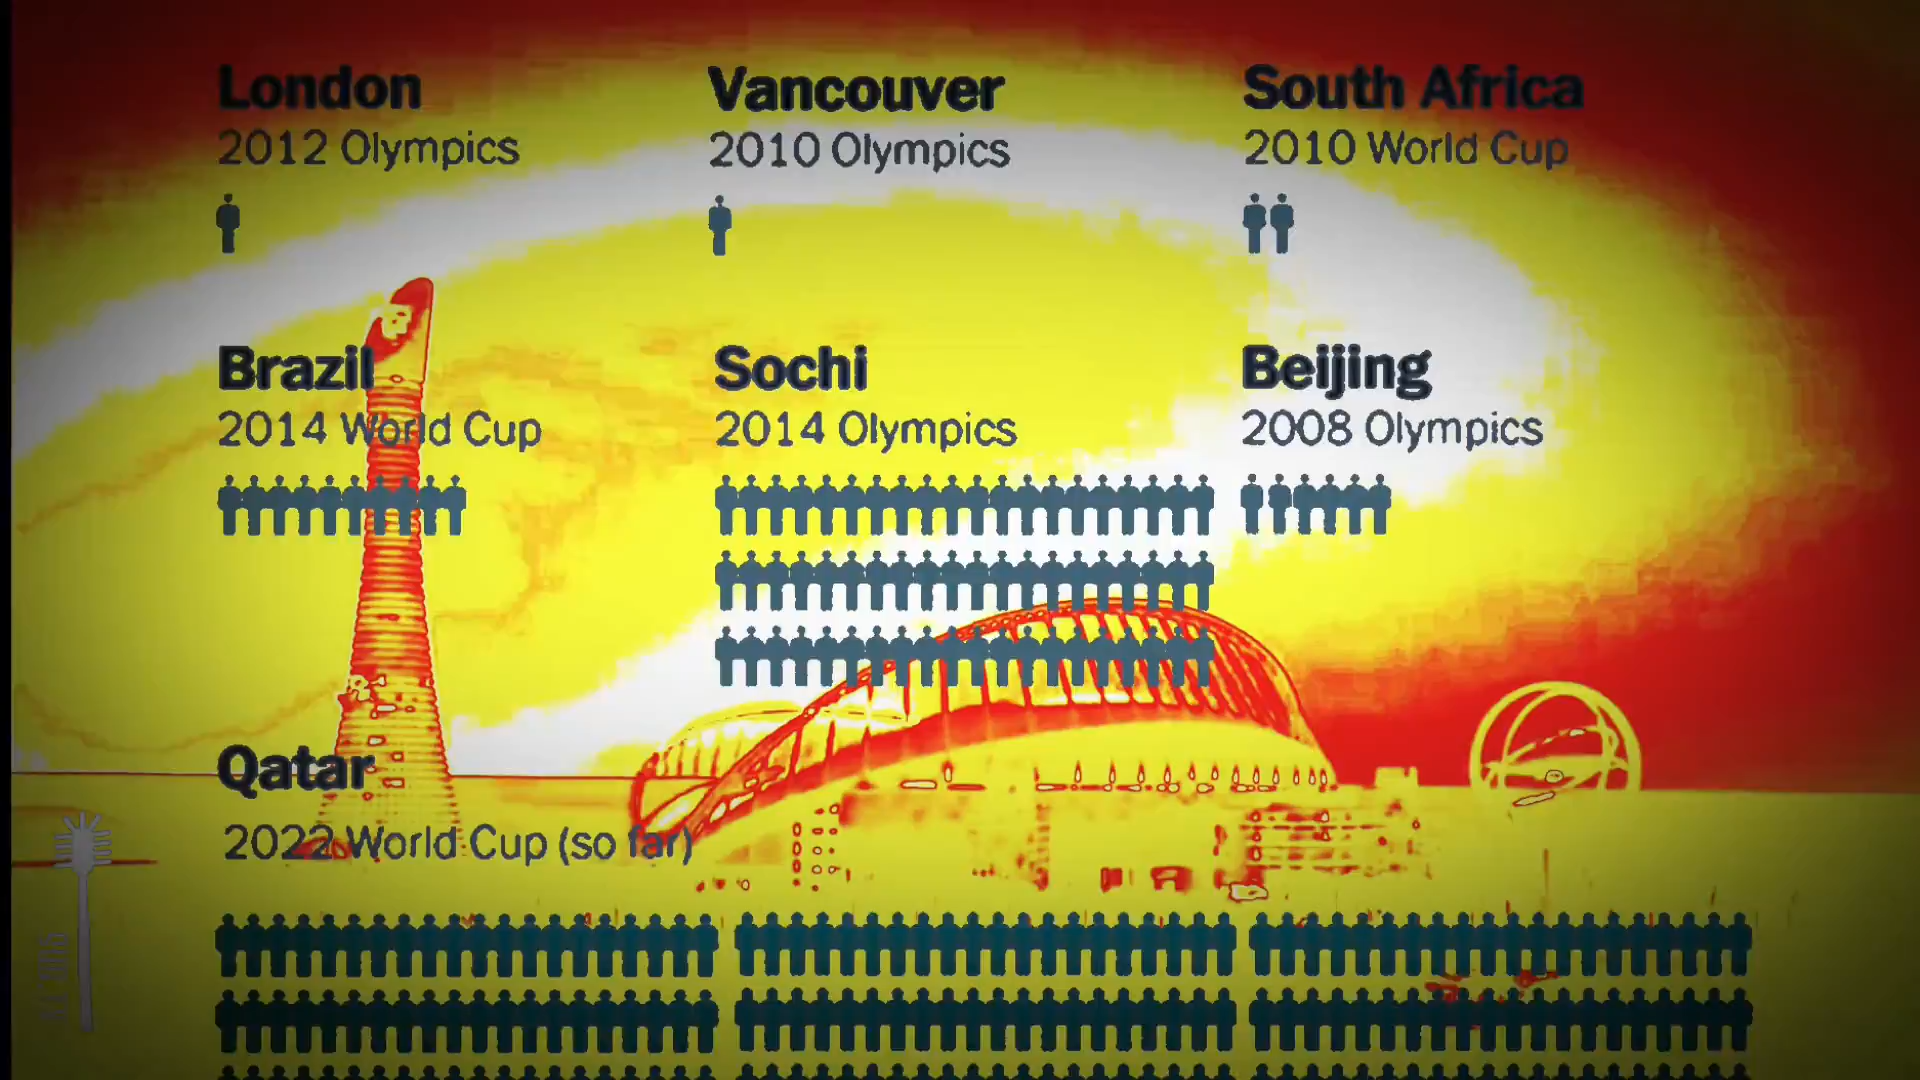 London
2012 Olympics
Vancouver
2010 Olympics
South Africa
2010 World Cup
Brazil
2014 World Cup
Sochi
2014 Olympics
Beijing
2008 Olympics
Qatar
2022 World Cup (so far)